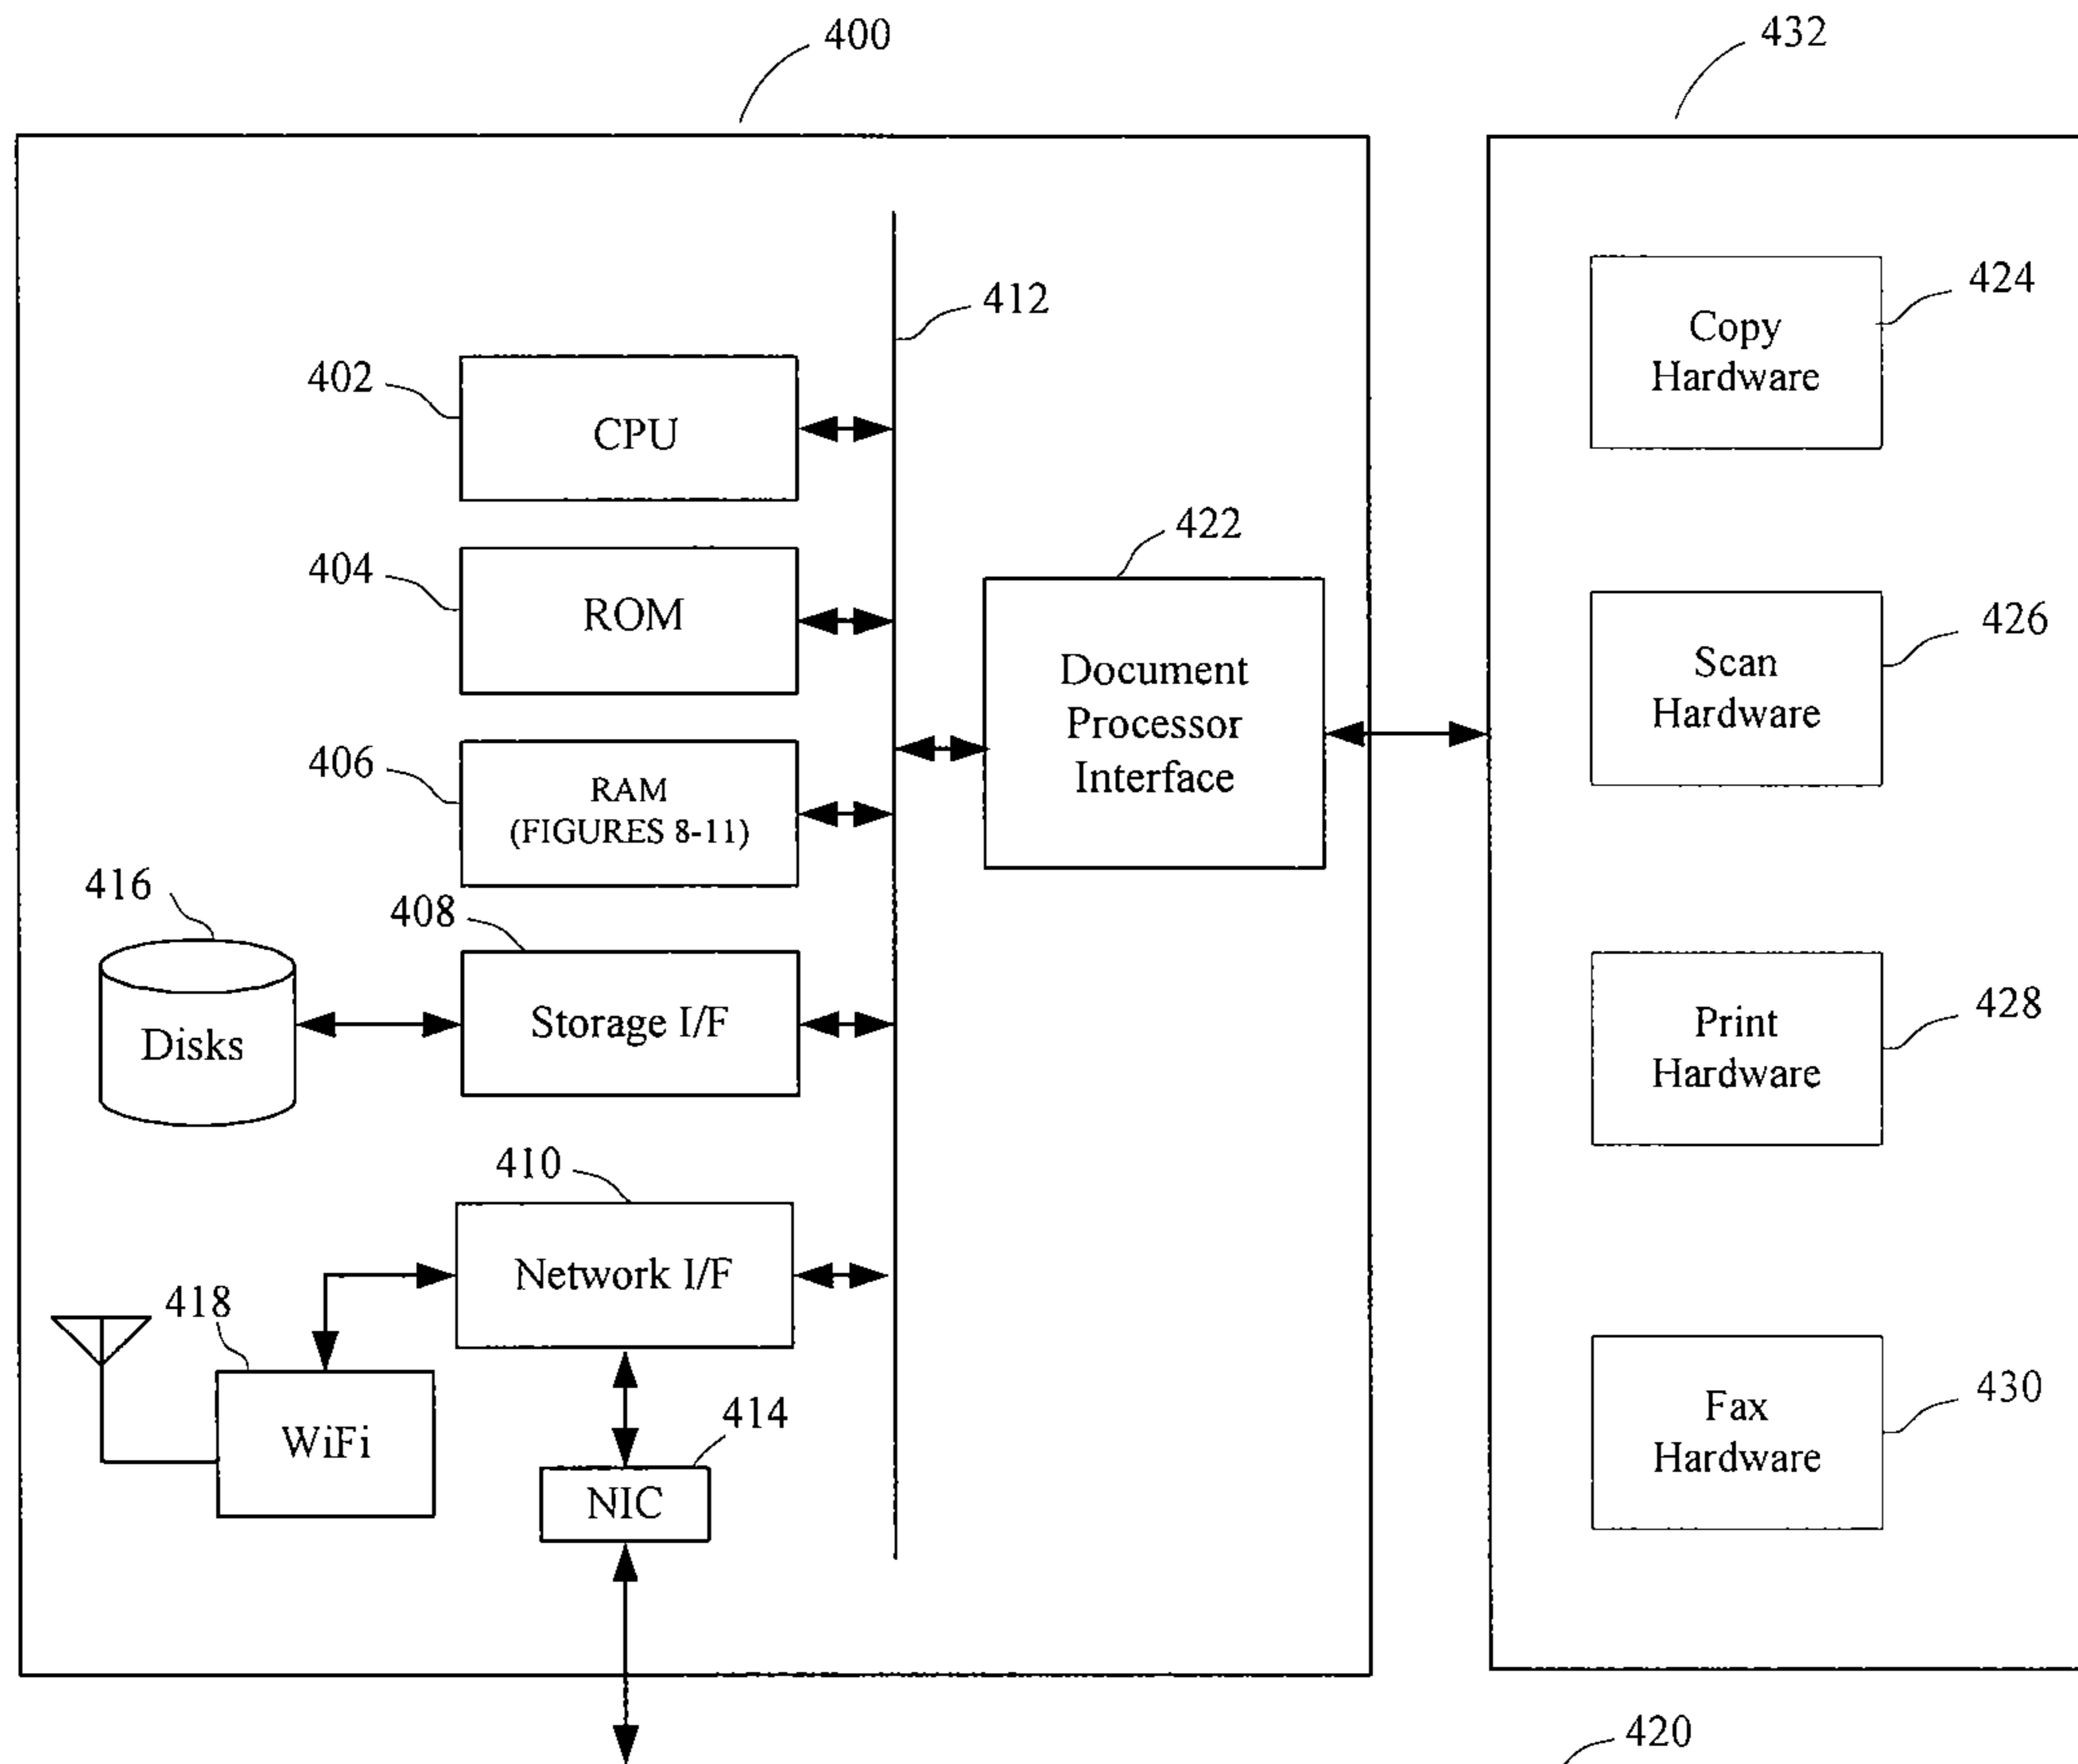 400
432
412
424
Copy
Hardware
402
CPU
422
404
ROM
426
Document
Processor
Interface
Scan
Hardware
406
RAM
(FIGURES 8-11)
416
408
Disks
Storage I/F
428
Print
Hardware
410
Network I/F
418
WiFi
414
NIC
430
Fax
Hardware
420